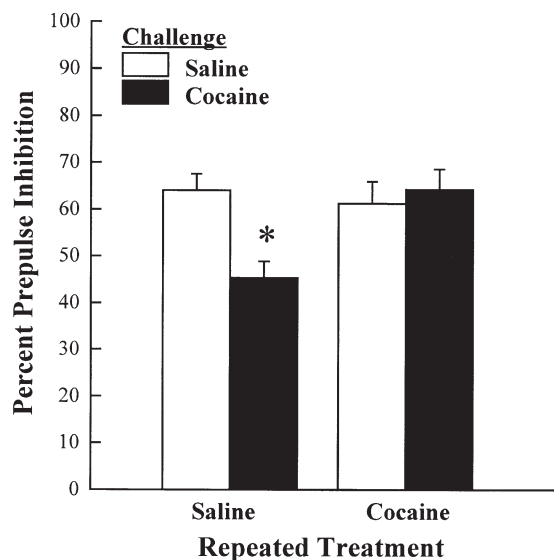 Percent Prepulse Inhibition
100
90
80
70
60
50
40
30
20
10
0
Challenge
Saline
Cocaine
*
Saline
Cocaine
Repeated Treatment